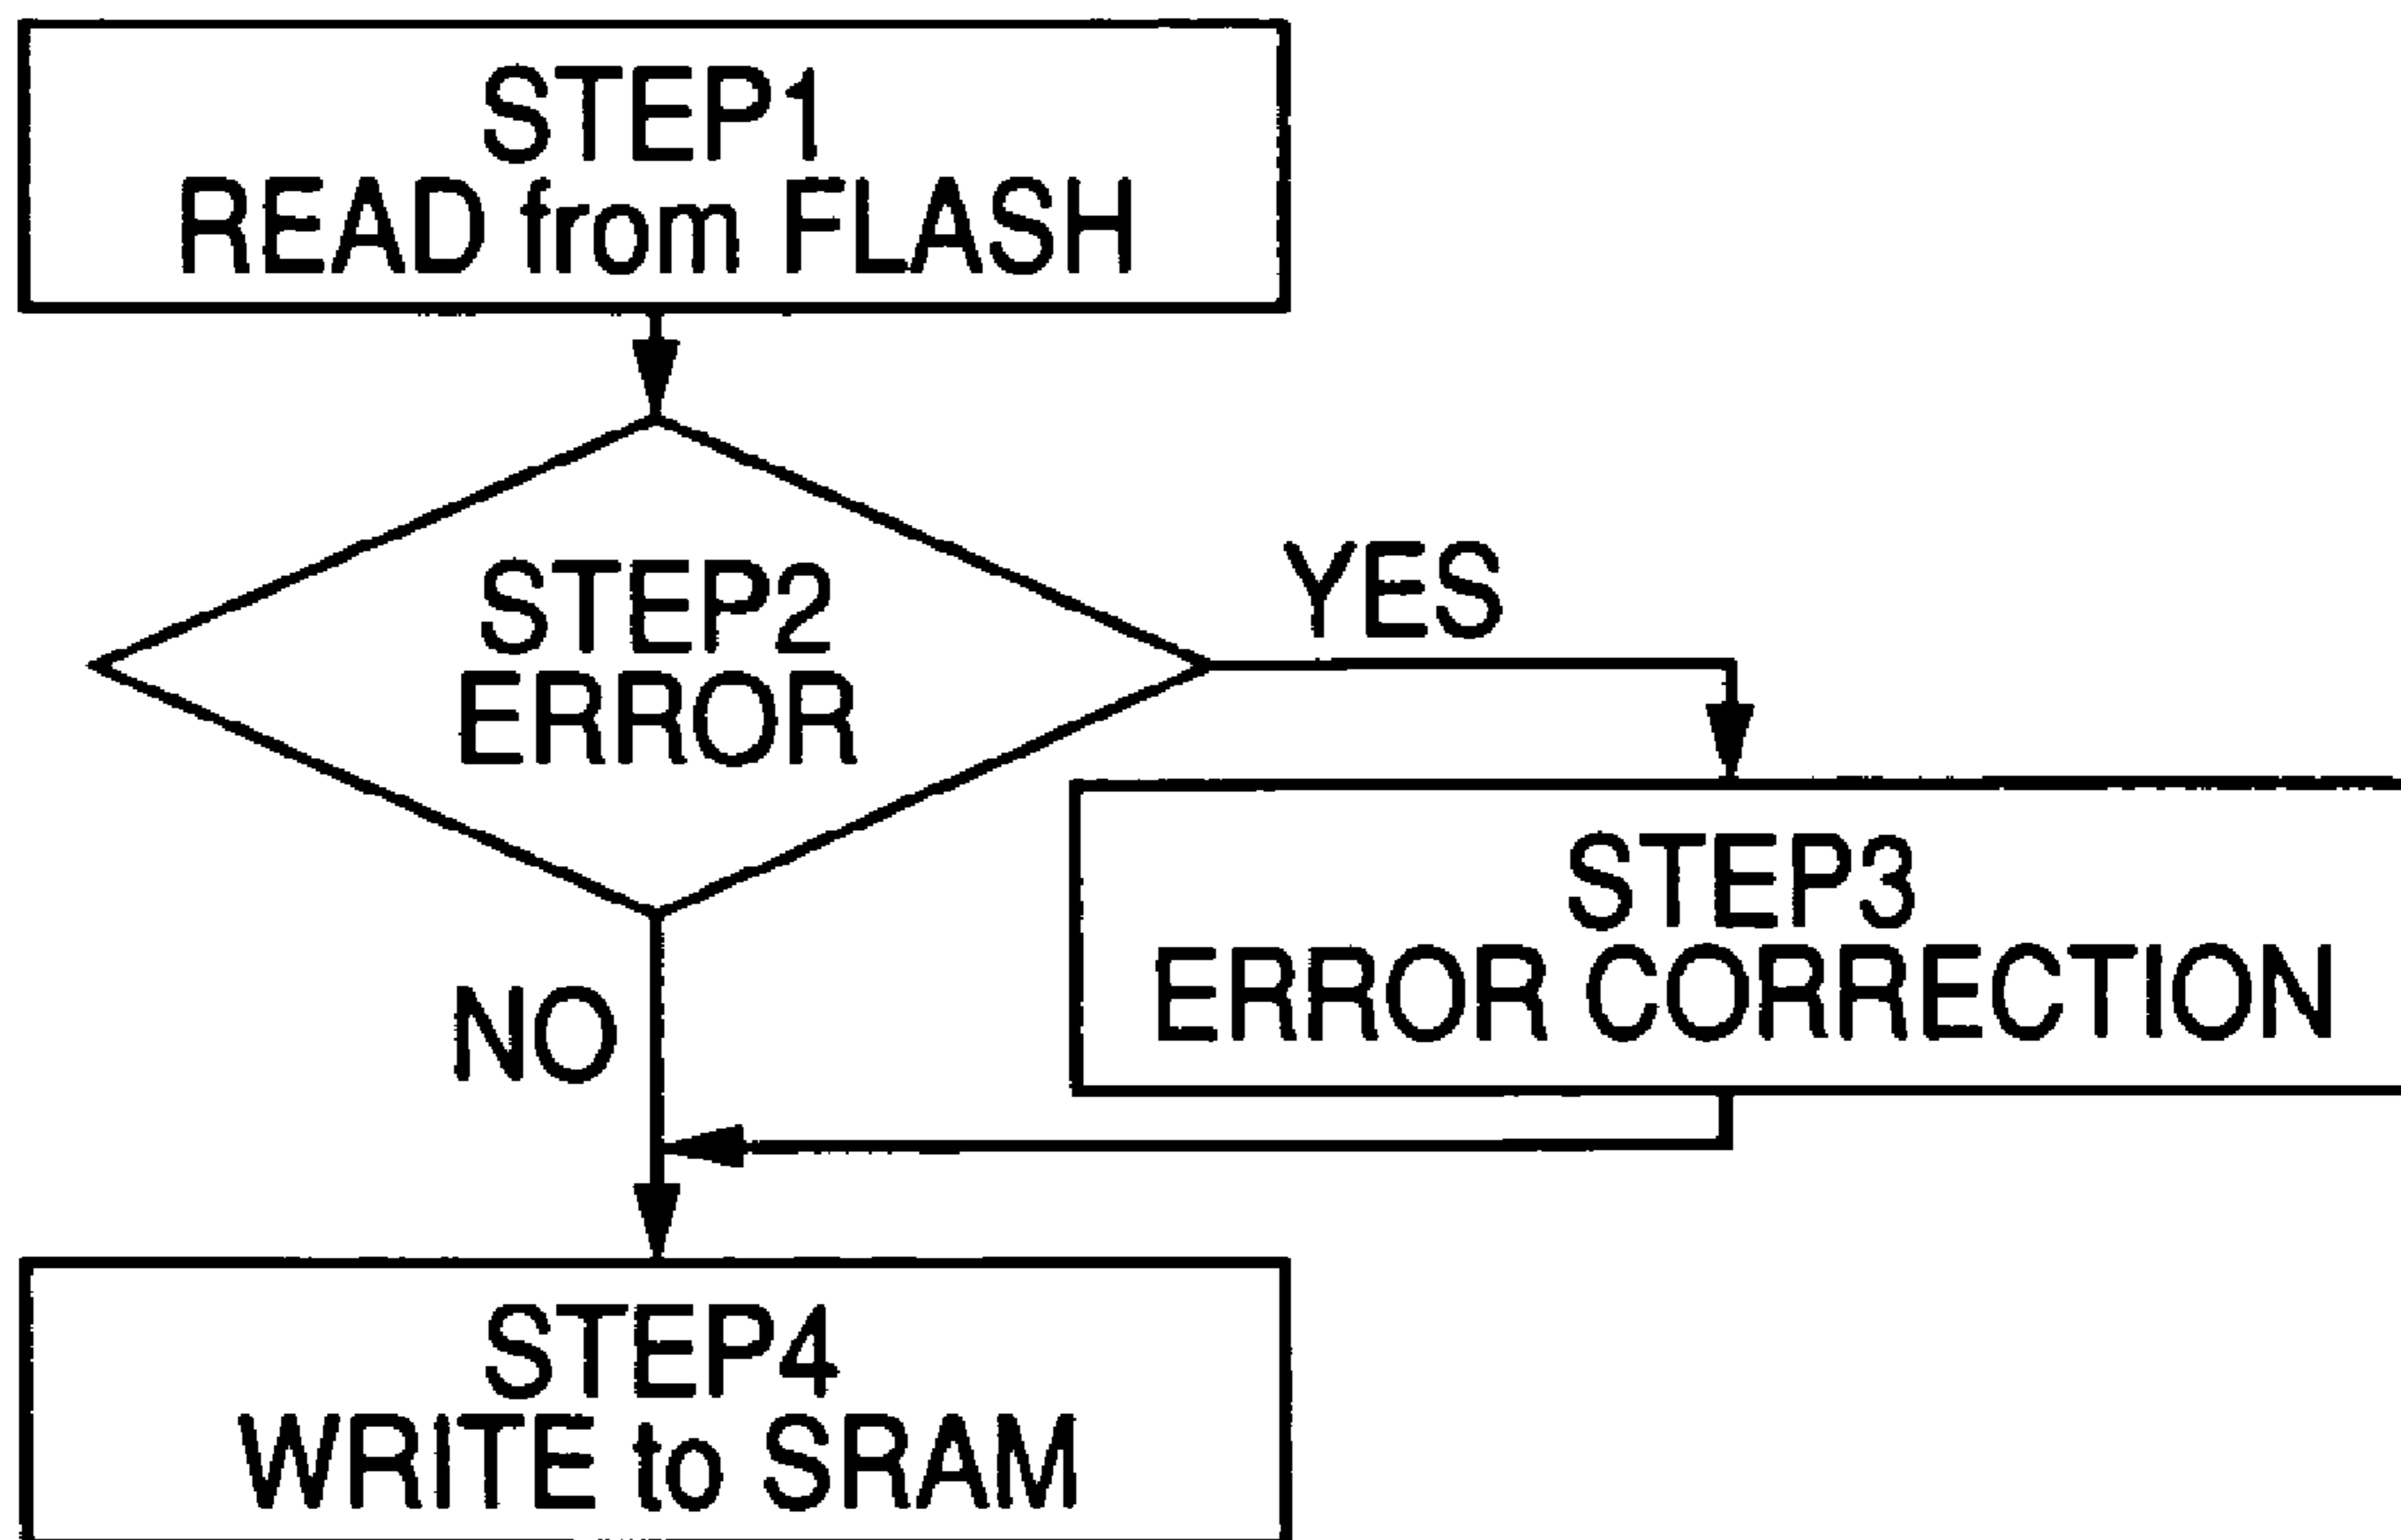 STEP1
READ from FLASH
STEP2
ERROR
YES
STEP3
ERROR CORRECTION
NO
STEP4
WRITE to SRAM